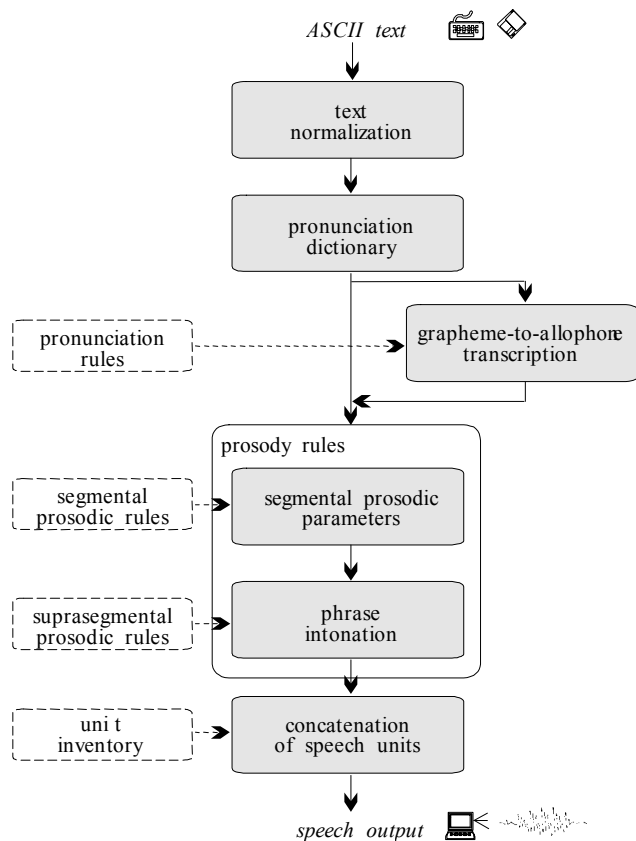 ASCII text
text
normalization
pronunciation
dictionary
pronunciation
rules
grapheme-to-allophone
transcription
prosody rules
segmental
prosodic rules
segmental prosodic
parameters
suprasegmental
prosodic rules
phrase
intonation
unit
inventory
concatenation
of speech units
speech output